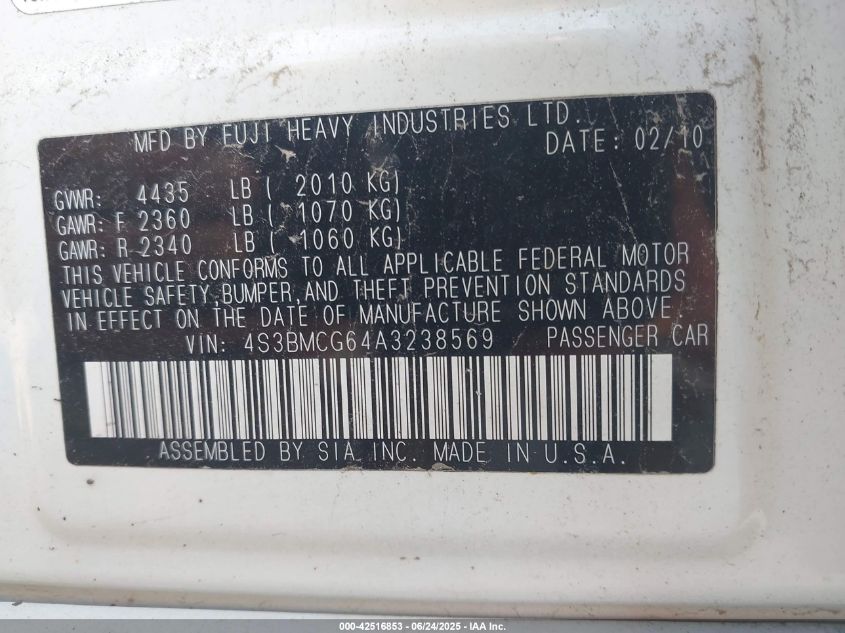 MFD BY FUJI HEAVY INDUSTRIES LTD.
DATE: 02/10
GVWR: 4435 LB ( 2010 KG)
GAWR: F 2360 LB ( 1070 KG)
GAWR: R 2340 LB ( 1060 KG)
THIS VEHICLE CONFORMS TO ALL APPLICABLE FEDERAL MOTOR
VEHICLE SAFETY,BUMPER,AND THEFT PREVENTION STANDARDS
IN EFFECT ON THE DATE OF MANUFACTURE SHOWN ABOVE
VIN: 4S3BMCG64A3238569 PASSENGER CAR
ASSEMBLED BY SIA INC. MADE IN U.S.A.
000-42516853 - 06/24/2025 - IAA Inc.